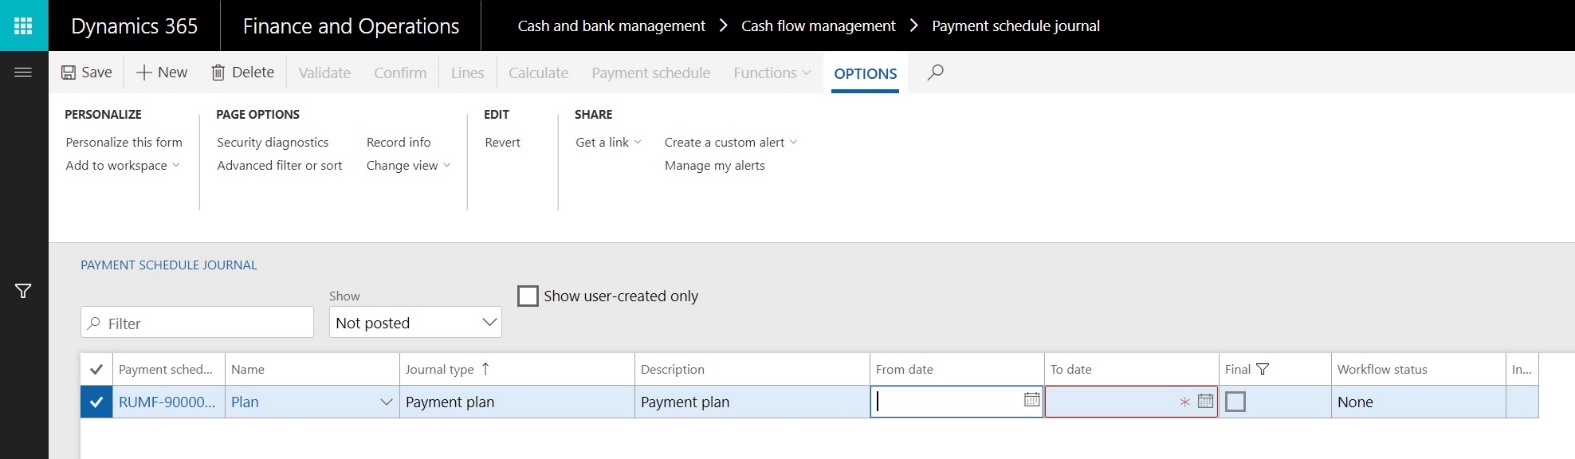 Dynamics 365 Finance and Operations Cash and bank management > Cash flow management > Payment schedule journal
Save New Delete Validate Confirm Lines Calculate Payment schedule Functions OPTIONS
PERSONALIZE PAGE OPTIONS EDIT SHARE
Personalize this form Security diagnostics Record info Revert Get a link Create a custom alert
Add to workspace Advanced filter or sort Change view Manage my alerts
PAYMENT SCHEDULE JOURNAL
Show
Show user-created only
Filter Not posted
Payment sched... Name Journal type ↑ Description From date To date Final Workflow status In...
RUMF-90000... Plan Payment plan Payment plan * None